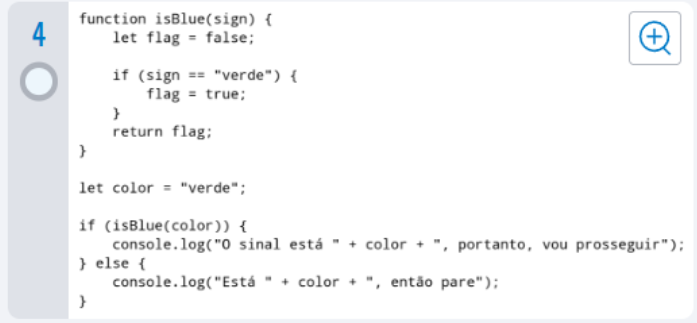 4
function isBlue(sign) {
    let flag = false;

    if (sign == "verde") {
        flag = true;
    }
    return flag;
}

let color = "verde";

if (isBlue(color)) {
    console.log("O sinal está " + color + ", portanto, vou prosseguir");
} else {
    console.log("Está " + color + ", então pare");
}